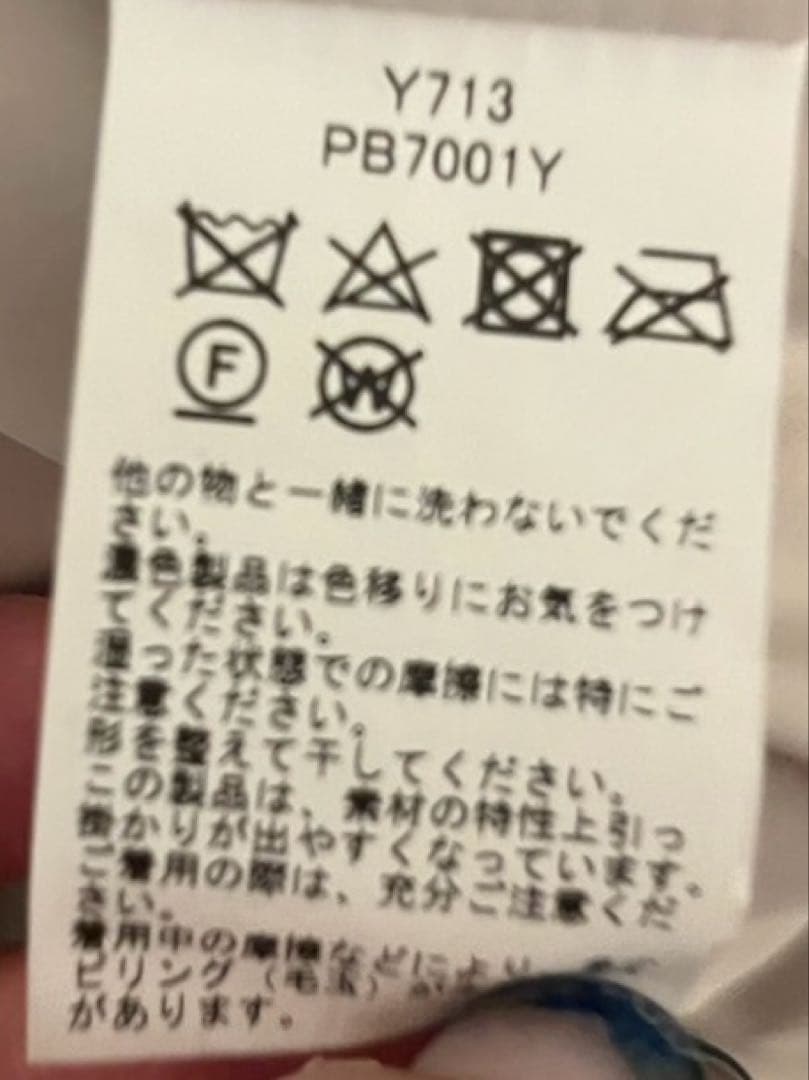 Y713
PB7001Y
F
W
他の物と一緒に洗わないでくだ
さい。
濃色製品は色移りにお気をつけ
てください。
湿った状態での摩擦には特にご
注意ください。
形を整えて干してください。
この製品は、素材の特性上引っ
掛かりが出やすくなっています。
ご着用の際は、充分ご注意くだ
さい。
着用中の摩擦などにより
ピリング(毛玉)が
があります。